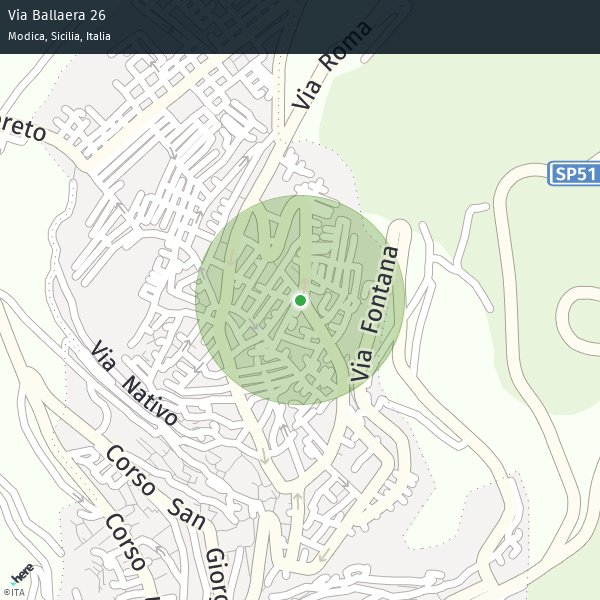 Via Ballaera 26
Modica, Sicilia, Italia
Via Roma
reto
SP51
Via Fontana
Via Nativo
Corso San Giorg
Corso
here
©ITA